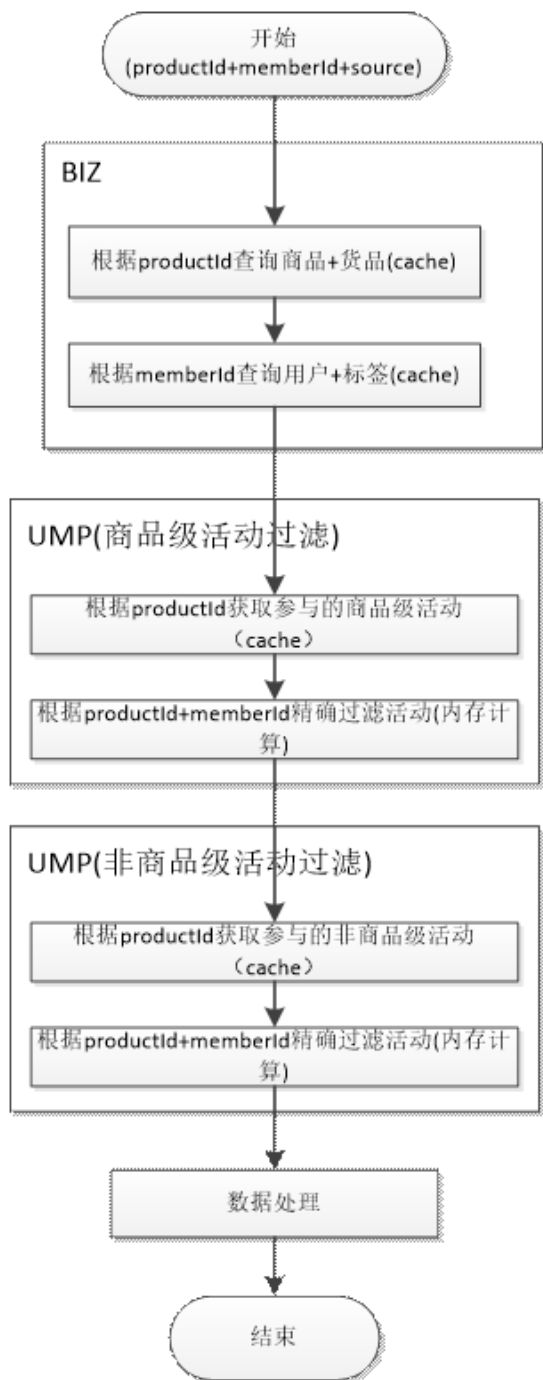 开始
(productId+memberId+source)
BIZ
根据productId查询商品+货品(cache)
根据memberId查询用户+标签(cache)
UMP(商品级活动过滤)
根据productId获取参与的商品级活动
（cache）
根据productId+memberId精确过滤活动(内存计
算)
UMP(非商品级活动过滤)
根据productId获取参与的非商品级活动
（cache）
根据productId+memberId精确过滤活动(内存计
算)
数据处理
结束